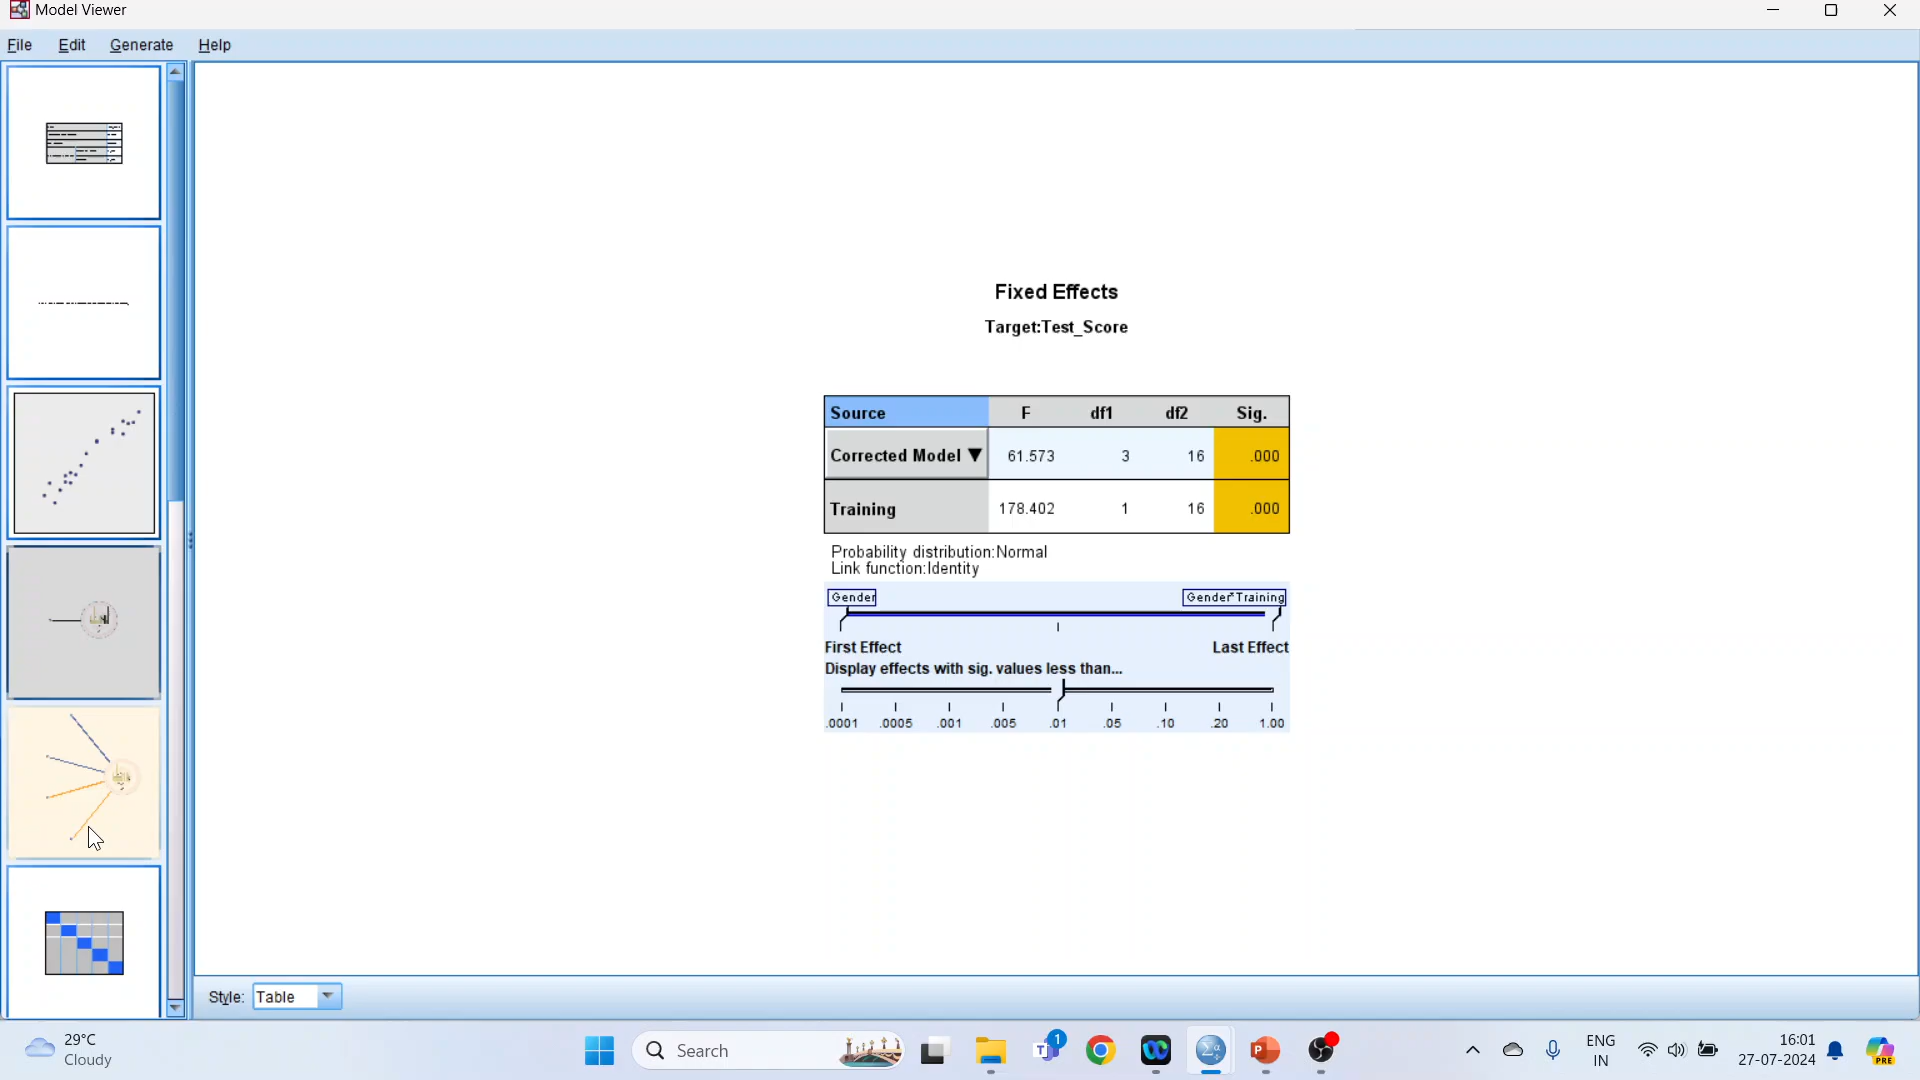 Model Viewer
File Edit Generate Help
Fixed Effects
Target:Test_Score
Source F df1 df2 Sig.
Corrected Model ▼ 61.573 3 16 .000
Training 178.402 1 16 .000
Probability distribution:Normal
Link function:Identity
Gender Gender*Training
First Effect Last Effect
Display effects with sig. values less than...
.0001 .0005 .001 .005 .01 .05 .10 .20 1.00
Style: Table
29°C
Cloudy
Search
1
ENG
IN
16:01
27-07-2024
PRE